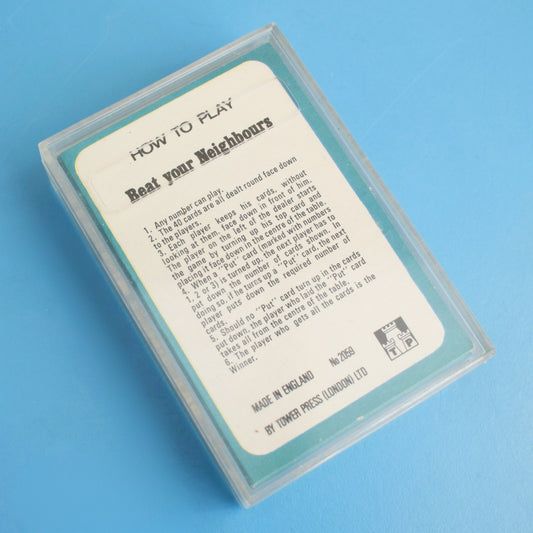 HOW TO PLAY
Beat your Neighbours
1. Any number can play.
2. The 40 cards are all dealt round face down
to the players.
3. Each player keeps his cards, without
looking at them, face down in front of him.
The player on the left of the dealer starts
the game by turning up his top card and
placing it face down in the centre of the table.
4. When a "Put" card (marked with numbers
1, 2 or 3) is turned up, the next player has to
put down the number of cards shown. In
doing so, if he turns up a "Put" card, the next
player puts down the required number of
cards.
5. Should no "Put" card turn up in the cards
put down, the player who laid the "Put" card
takes all from the centre of the table.
6. The player who gets all the cards is the
Winner.
MADE IN ENGLAND No 2059
BY TOWER PRESS (LONDON) LTD
T P